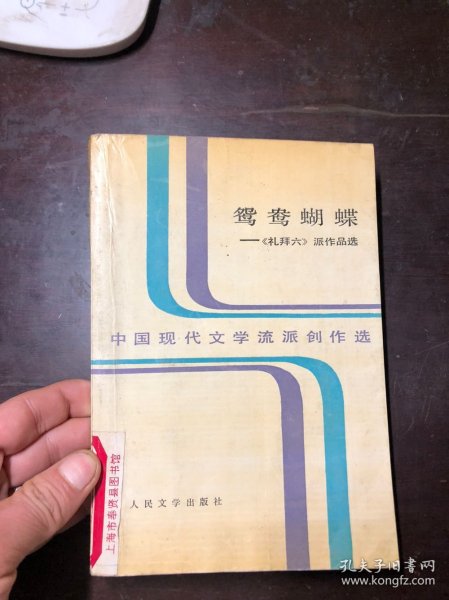 鸳鸯蝴蝶
——《礼拜六》派作品选
中国现代文学流派创作选
上海市奉贤县图书馆
人民文学出版社
孔夫子旧书网
www.kongfz.com